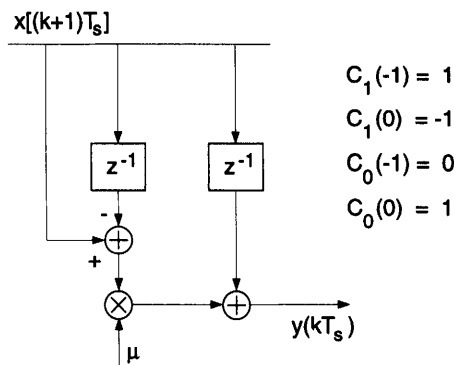 x[(k+1)T_s]
C_1(-1) = 1
C_1(0) = -1
C_0(-1) = 0
C_0(0) = 1
z^-1 z^-1
-
+
+
× +
y(kT_s)
μ